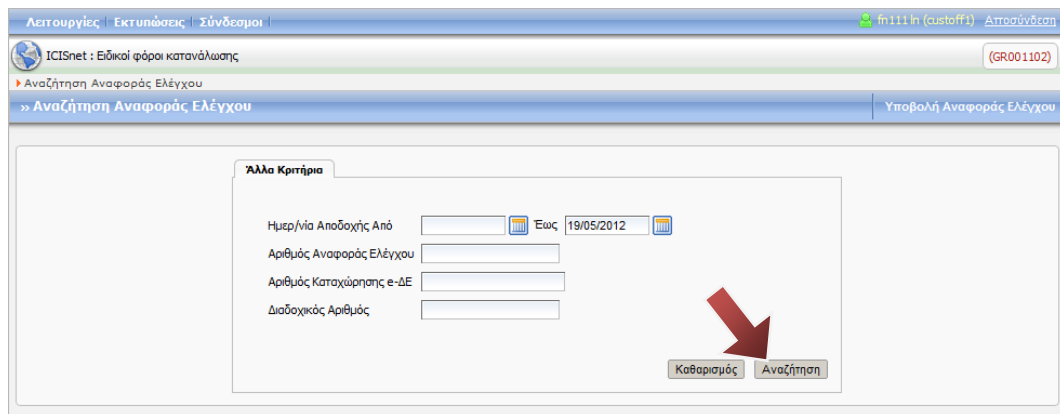 Λειτουργίες | Εκτυπώσεις | Σύνδεσμοι | fn111 ln (custoff1) Αποσύνδεση
ICISnet : Ειδικοί φόροι κατανάλωσης (GR001102)
Αναζήτηση Αναφοράς Ελέγχου
» Αναζήτηση Αναφοράς Ελέγχου Υποβολή Αναφοράς Ελέγχου
Άλλα Κριτήρια
Ημερ/νία Αποδοχής Από Έως 19/05/2012
Αριθμός Αναφοράς Ελέγχου
Αριθμός Καταχώρησης e-ΔΕ
Διαδοχικός Αριθμός
Καθαρισμός Αναζήτηση